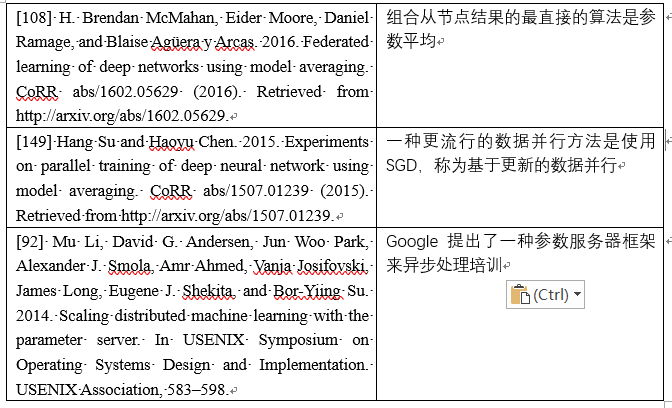 [108] H. Brendan McMahan, Eider Moore, Daniel
Ramage, and Blaise Agüera y Arcas. 2016. Federated
learning of deep networks using model averaging.
CoRR abs/1602.05629 (2016). Retrieved from
http://arxiv.org/abs/1602.05629.
组合从节点结果的最直接的算法是参
数平均
[149] Hang Su and Haoyu Chen. 2015. Experiments
on parallel training of deep neural network using
model averaging. CoRR abs/1507.01239 (2015).
Retrieved from http://arxiv.org/abs/1507.01239.
一种更流行的数据并行方法是使用
SGD，称为基于更新的数据并行
[92] Mu Li, David G. Andersen, Jun Woo Park,
Alexander J. Smola, Amr Ahmed, Vanja Josifovski,
James Long, Eugene J. Shekita, and Bor-Yiing Su.
2014. Scaling distributed machine learning with the
parameter server. In USENIX Symposium on
Operating Systems Design and Implementation.
USENIX Association, 583–598.
Google 提出了一种参数服务器框架
来异步处理培训
(Ctrl)